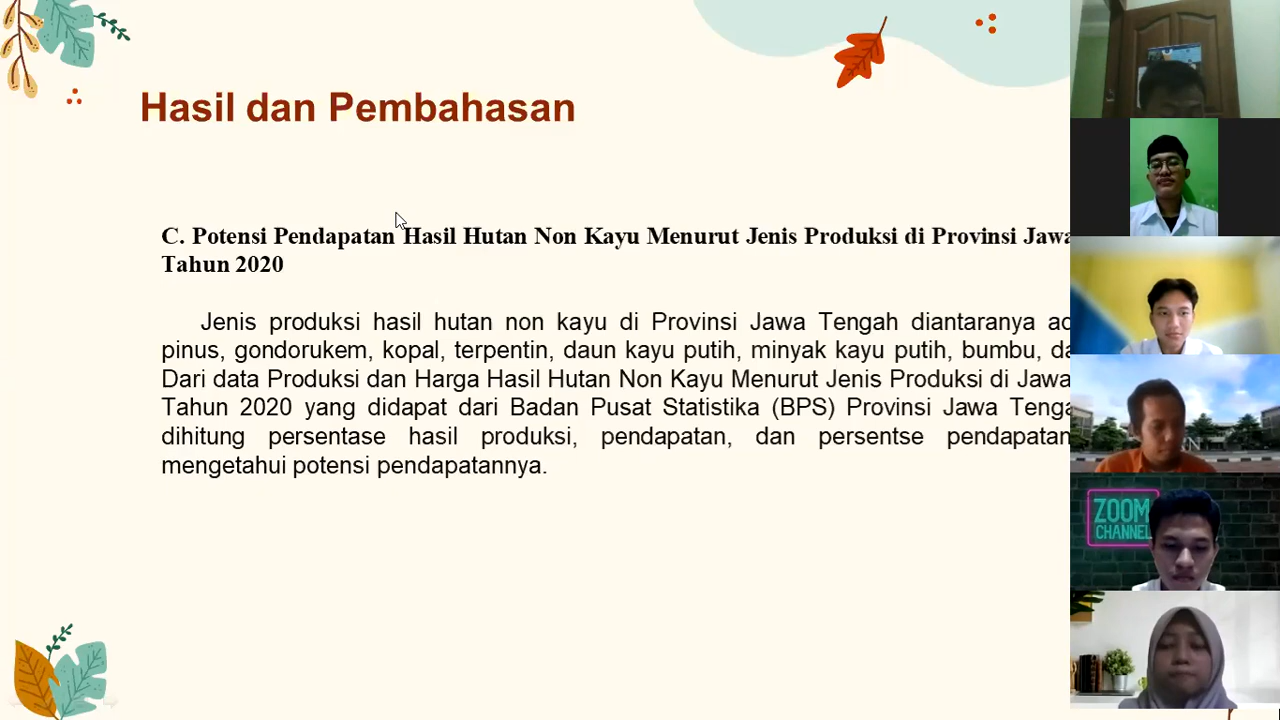 Hasil dan Pembahasan
C. Potensi Pendapatan Hasil Hutan Non Kayu Menurut Jenis Produksi di Provinsi Jawa
Tahun 2020
Jenis produksi hasil hutan non kayu di Provinsi Jawa Tengah diantaranya
pinus, gondorukem, kopal, terpentin, daun kayu putih, minyak kayu putih, bumbu,
Dari data Produksi dan Harga Hasil Hutan Non Kayu Menurut Jenis Produksi di Jawa
Tahun 2020 yang didapat dari Badan Pusat Statistika (BPS) Provinsi Jawa
dihitung persentase hasil produksi, pendapatan, dan persentse pendapatan
mengetahui potensi pendapatannya.
ZOOM
CHANNEL